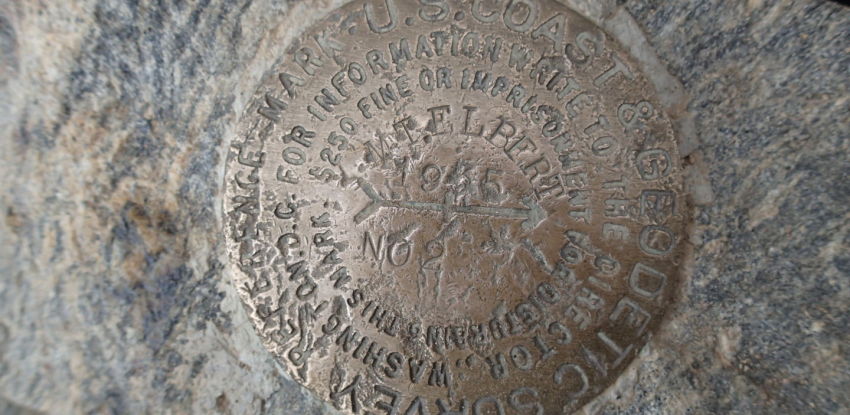 U.S. COAST & GEODETIC SURVEY
REFERENCE MARK
FOR INFORMATION WRITE TO THE DIRECTOR, WASHINGTON, D.C.
$250 FINE OR IMPRISONMENT FOR DISTURBING THIS MARK.
MT. ELBERT
1955
NO 2